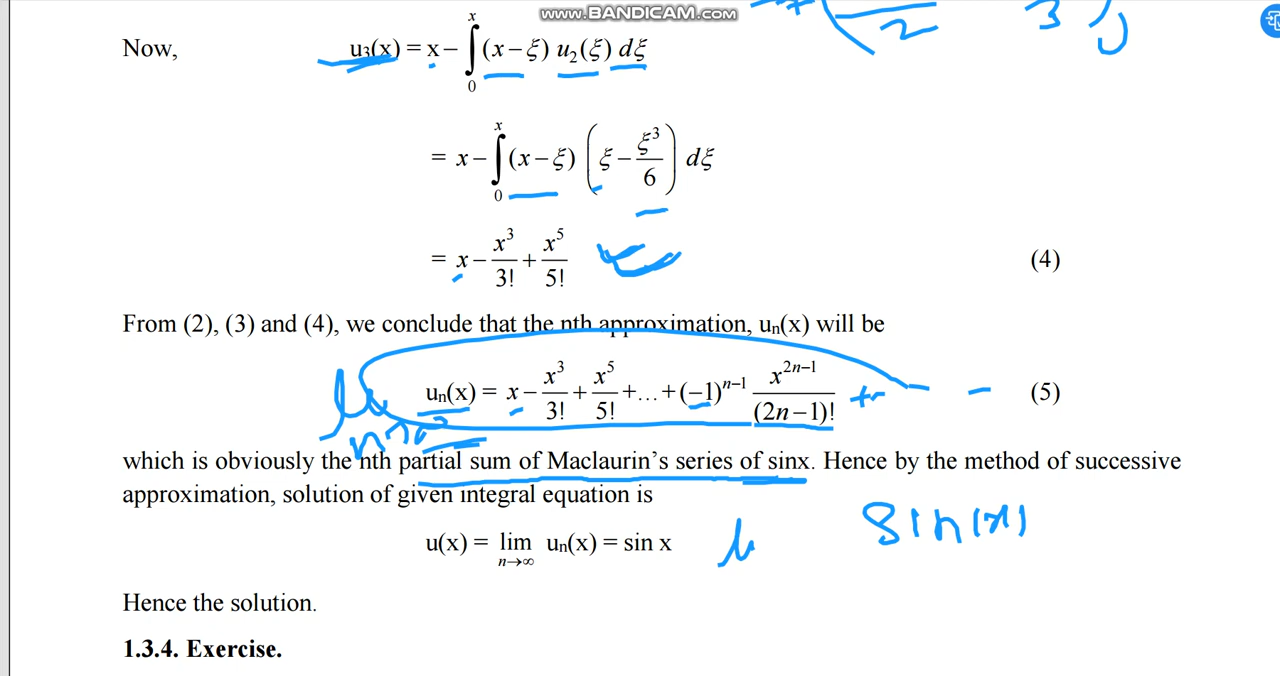 www.BANDICAM.com
2 3
Now, u₃(x) = x − ∫₀ˣ (x − ξ) u₂(ξ) dξ
= x − ∫₀ˣ (x − ξ) (ξ − ξ³/6) dξ
= x − x³/3! + x⁵/5! (4)
From (2), (3) and (4), we conclude that the nth approximation, uₙ(x) will be
uₙ(x) = x − x³/3! + x⁵/5! + ... + (−1)ⁿ⁻¹ x²ⁿ⁻¹/(2n−1)! + - - (5)
n→∞
which is obviously the nth partial sum of Maclaurin’s series of sinx. Hence by the method of successive
approximation, solution of given integral equation is
sin(x)
u(x) = lim n→∞ uₙ(x) = sin x
Hence the solution.
1.3.4. Exercise.